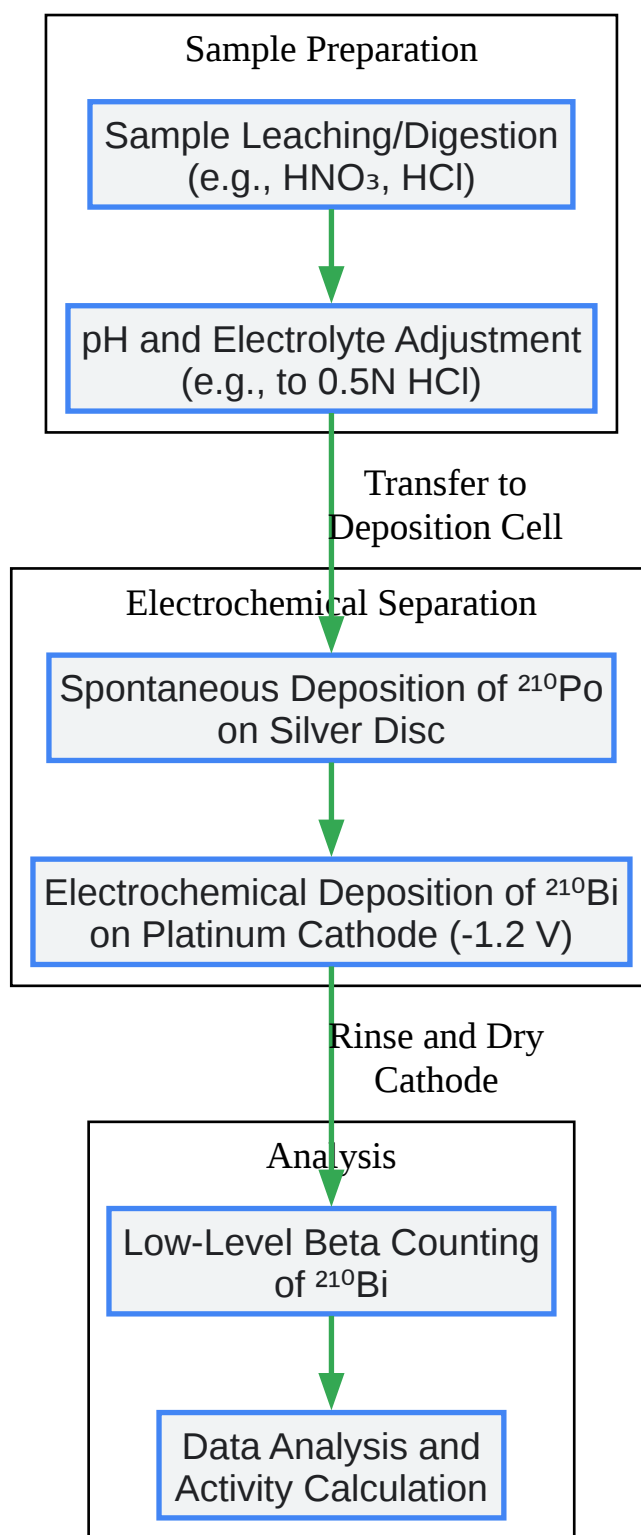 Sample Preparation
Sample Leaching/Digestion
(e.g., HNO₃, HCl)
pH and Electrolyte Adjustment
(e.g., to 0.5N HCl)
Transfer to
Deposition Cell
Electrochemical Separation
Spontaneous Deposition of ²¹⁰Po
on Silver Disc
Electrochemical Deposition of ²¹⁰Bi
on Platinum Cathode (-1.2 V)
Rinse and Dry
Cathode
Analysis
Low-Level Beta Counting
of ²¹⁰Bi
Data Analysis and
Activity Calculation